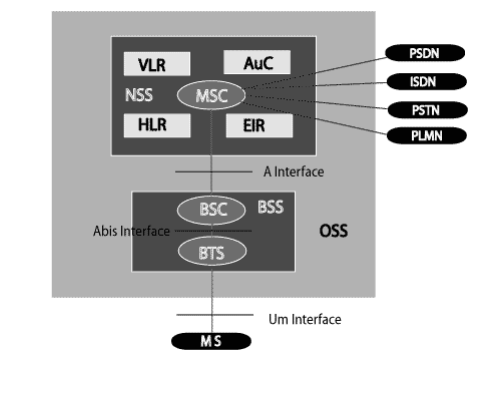 VLR
AuC
NSS
MSC
HLR
EIR
PSDN
ISDN
PSTN
PLMN
A Interface
BSC
BSS
Abis Interface
OSS
BTS
Um Interface
MS